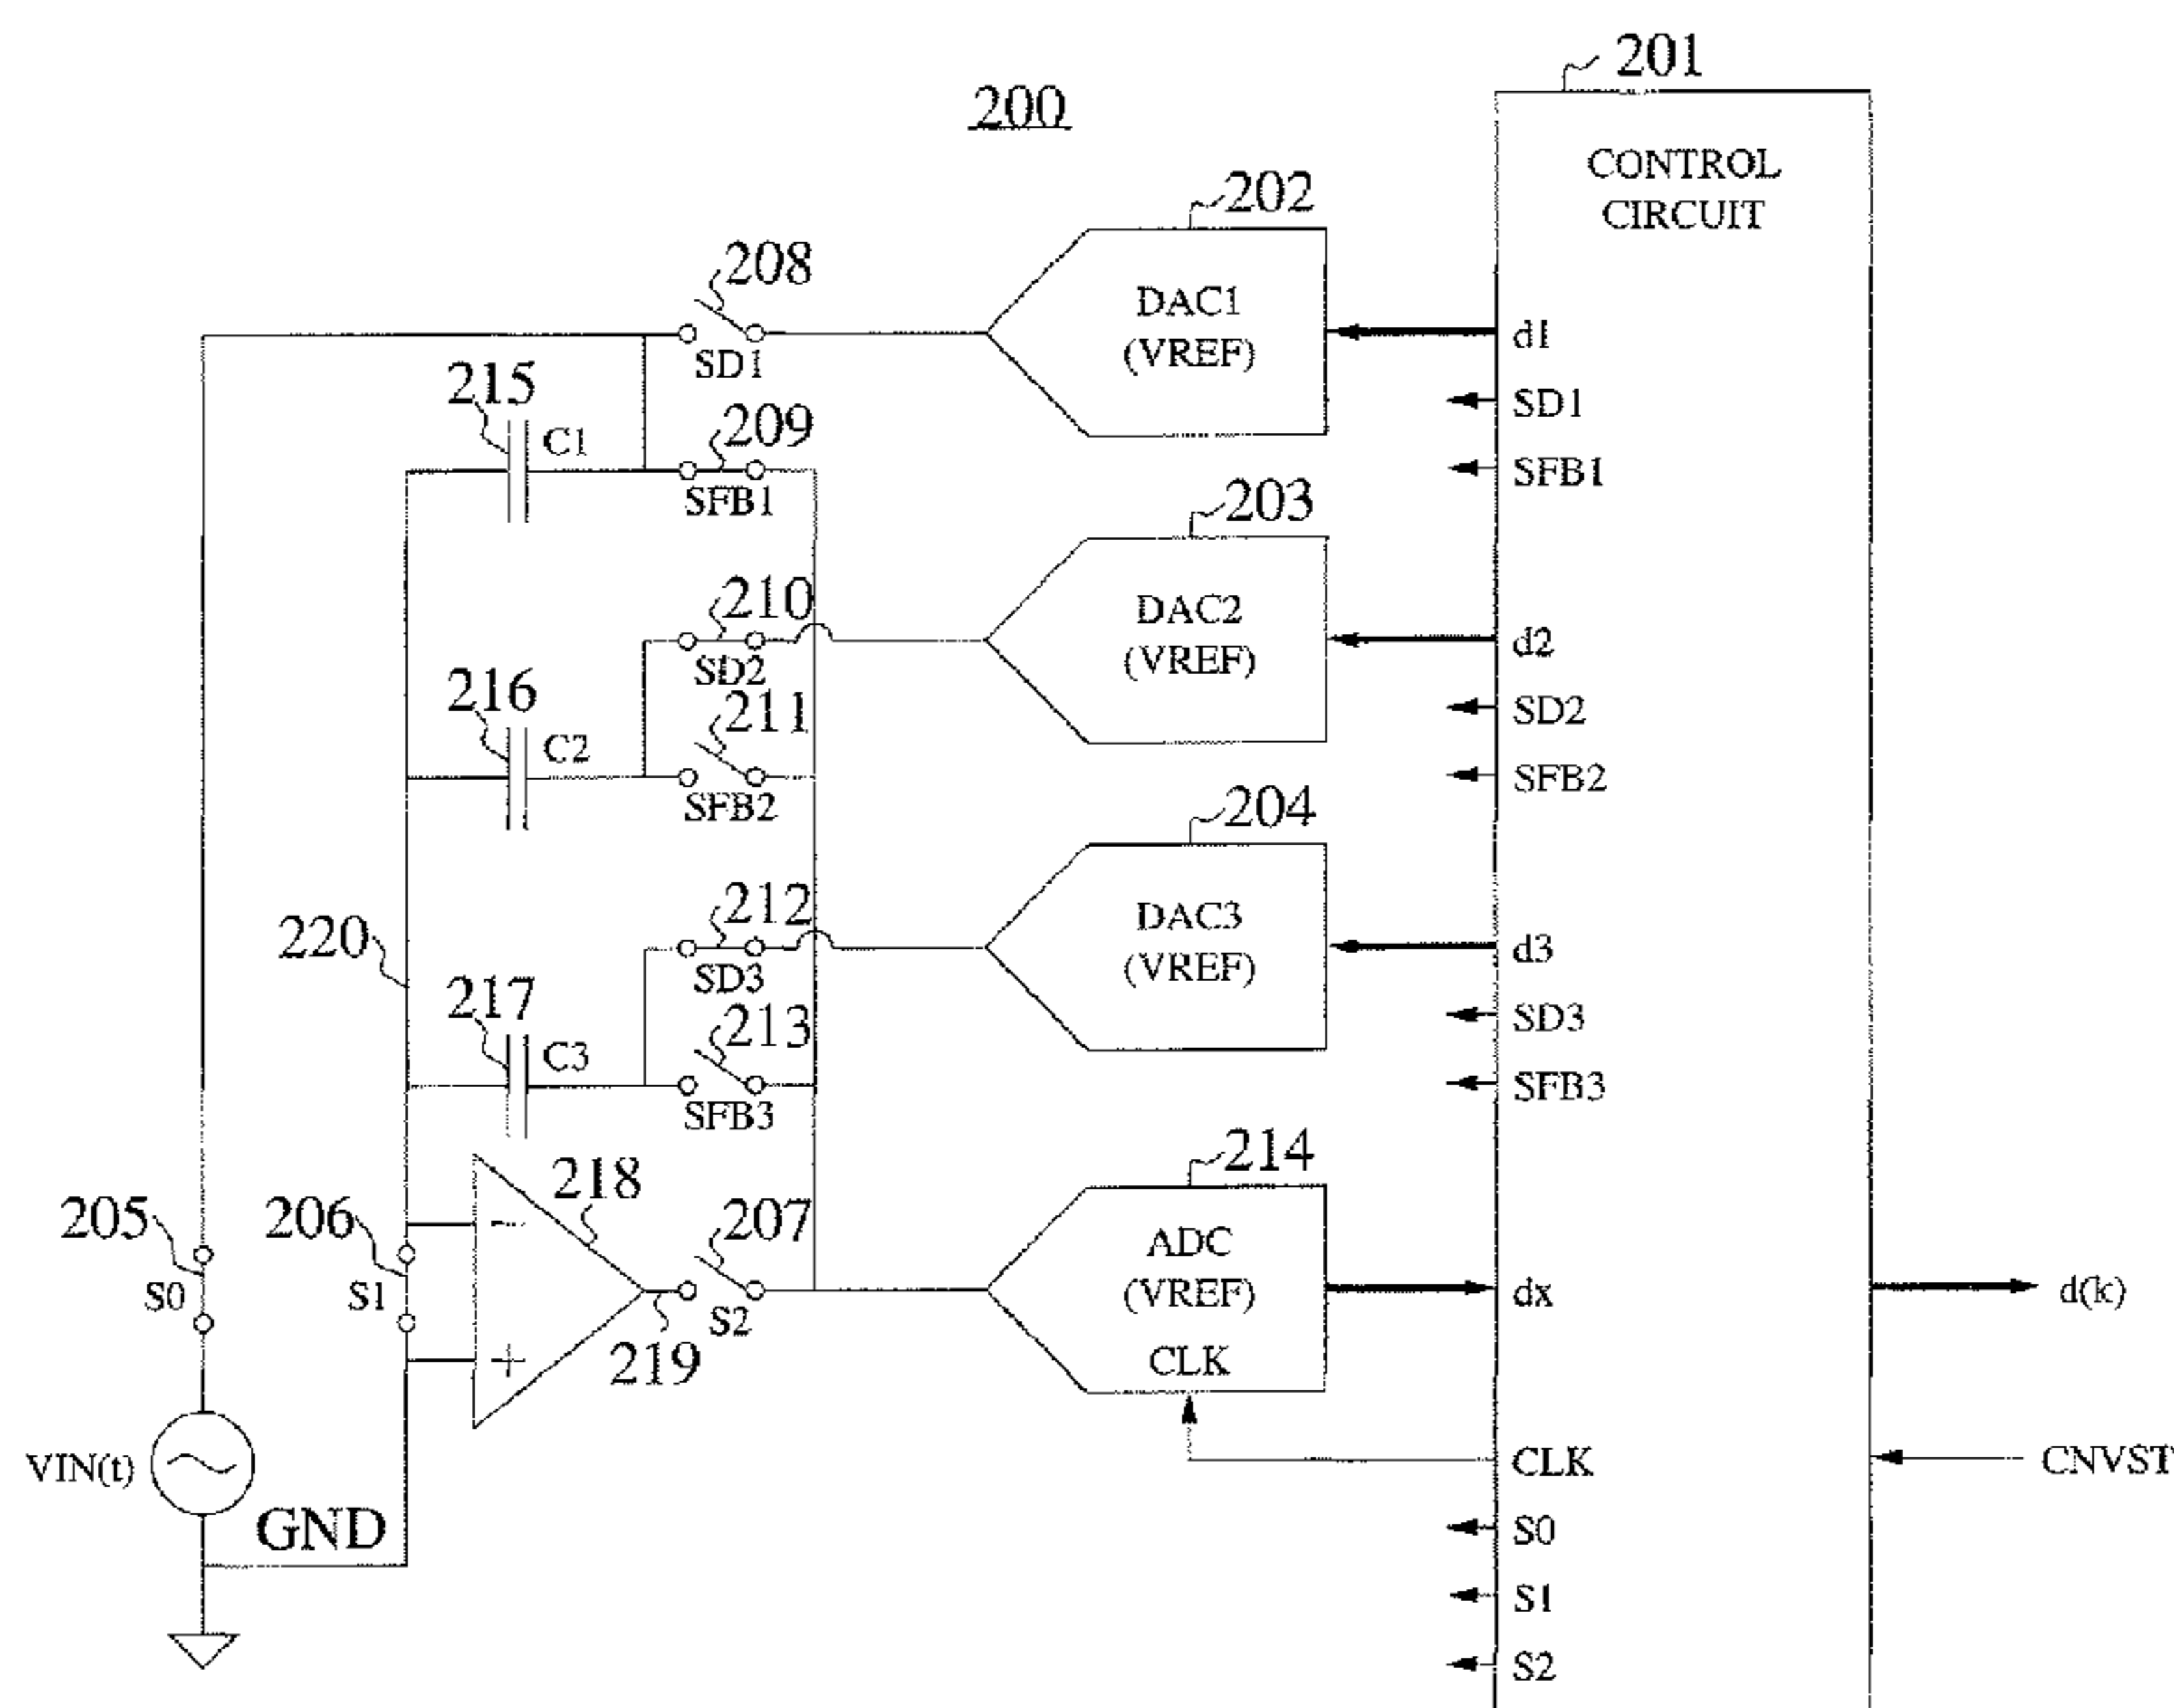 200
201
CONTROL
CIRCUIT
202
DAC1
(VREF)
d1
208
SD1
SD1
215
C1
209
SFB1
SFB1
203
DAC2
(VREF)
d2
210
SD2
SD2
216
C2
211
SFB2
SFB2
204
DAC3
(VREF)
d3
212
SD3
SD3
220
217
C3
213
SFB3
SFB3
214
ADC
(VREF)
CLK
dx
d(k)
218
-
+
205
S0
206
S1
207
S2
219
VIN(t)
GND
CLK
CNVST
S0
S1
S2